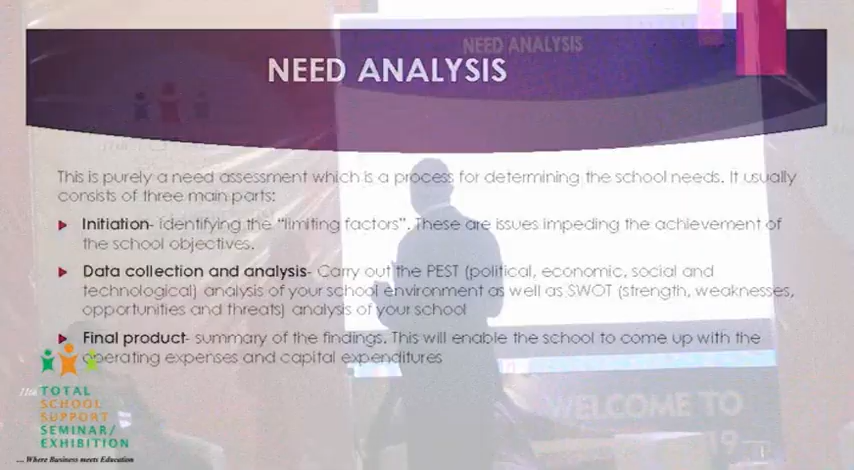 NEED ANALYSIS
NEED ANALYSIS
This is purely a need assessment which is a process for determining the school needs. It usually
consists of three main parts:
Initiation- Identifying the "limiting factors". These are issues impeding the achievement of
the school objectives.
Data collection and analysis- Carry out the PEST (political, economic, social and
technological) analysis of your school environment as well as SWOT (strength, weaknesses,
opportunities and threats) analysis of your school
Final product- summary of the findings. This will enable the school to come up with the
operating expenses and capital expenditures
11th TOTAL
SCHOOL
SUPPORT
SEMINAR/
EXHIBITION
.... Where Business meets Education
WELCOME TO
19